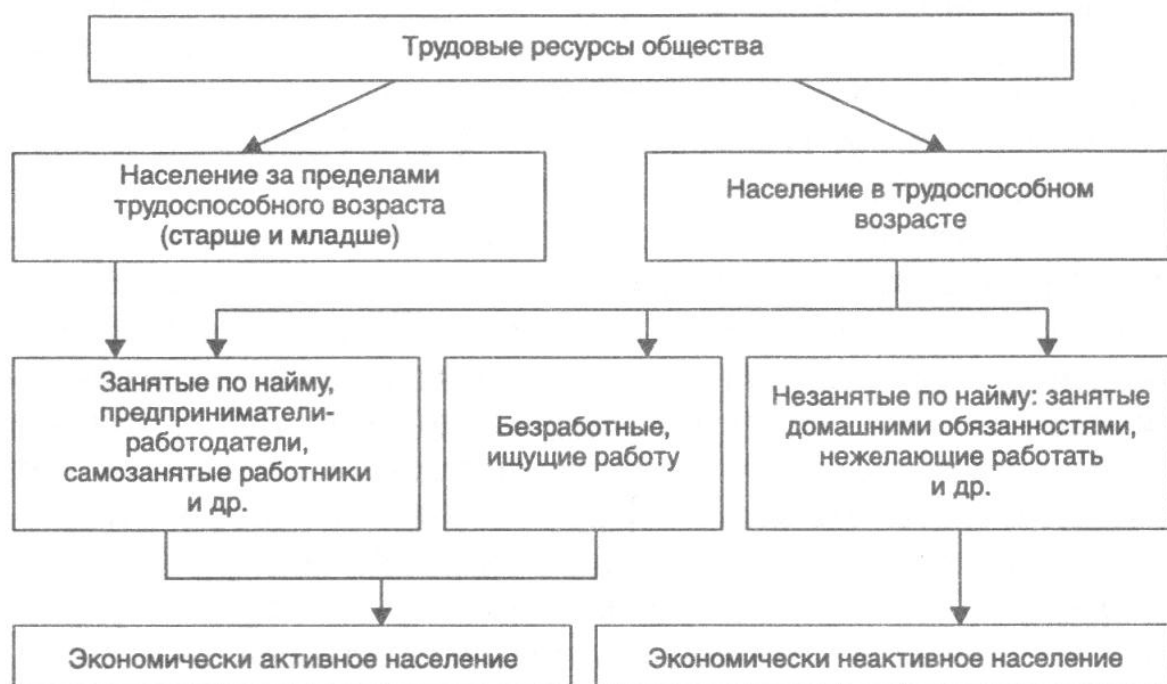 Трудовые ресурсы общества
Население за пределами
трудоспособного возраста
(старше и младше)
Население в трудоспособном
возрасте
Занятые по найму,
предприниматели-
работодатели,
самозанятые работники
и др.
Безработные,
ищущие работу
Незанятые по найму: занятые
домашними обязанностями,
нежелающие работать
и др.
Экономически активное население
Экономически неактивное население